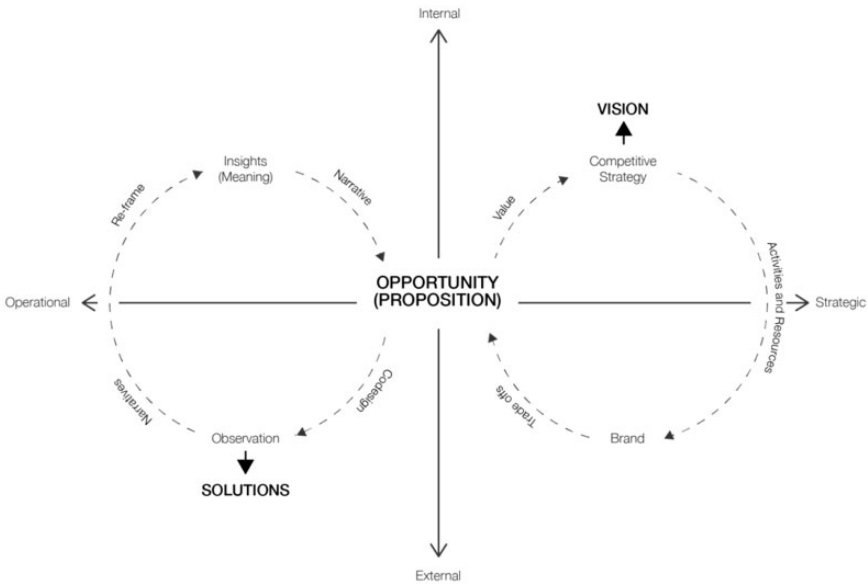 Internal
VISION
Insights
(Meaning)
Competitive
Strategy
Re-frame
Narrative
Value
Activities and Resources
OPPORTUNITY
(PROPOSITION)
Operational
Strategic
Narratives
Codesign
Trade offs
Observation
Brand
SOLUTIONS
External